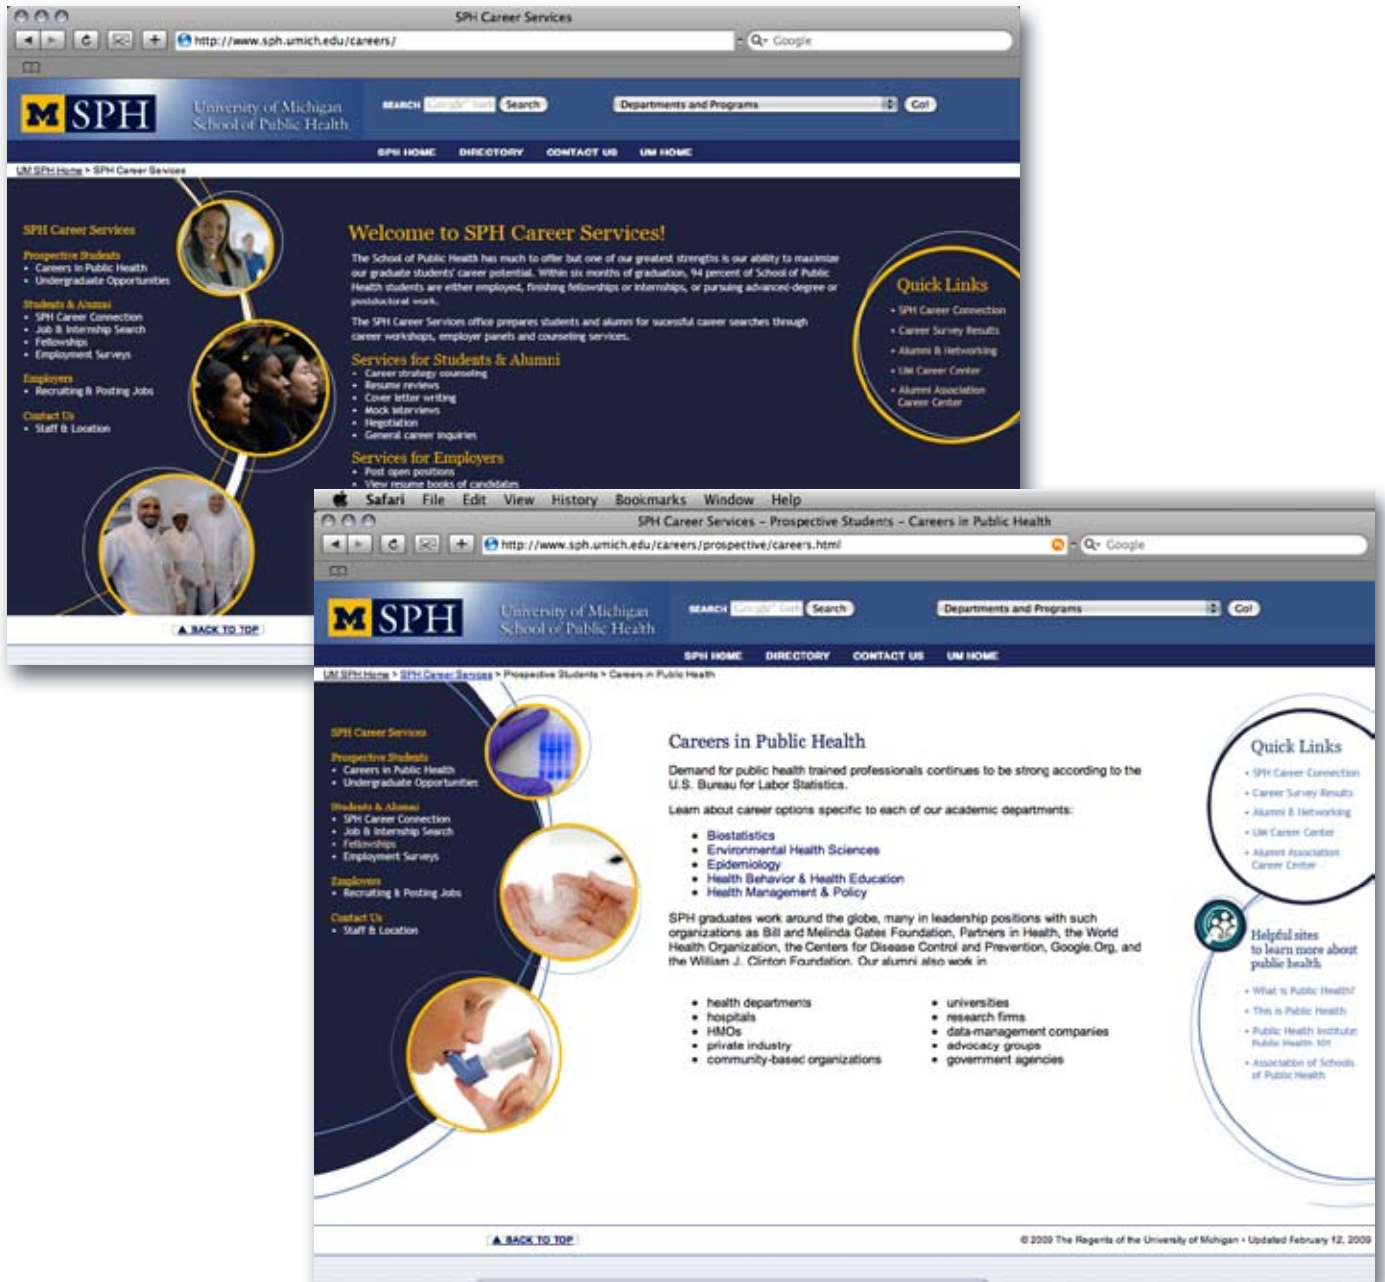 SPH Career Services
http://www.sph.umich.edu/careers/
Google
M SPH
University of Michigan
School of Public Health
SEARCH
Search
Departments and Programs
Go!
SPH HOME DIRECTORY CONTACT US UM HOME
UM SPH Home > SPH Career Services
SPH Career Services
Prospective Students
• Careers in Public Health
• Undergraduate Opportunities
Students & Alumni
• SPH Career Connection
• Job & Internship Search
• Fellowships
• Employment Surveys
Employers
• Recruiting & Posting Jobs
Contact Us
• Staff & Location
Welcome to SPH Career Services!
The School of Public Health has much to offer but one of our greatest strengths is our ability to maximize
our graduate students' career potential. Within six months of graduation, 94 percent of School of Public
Health students are either employed, finishing fellowships or internships, or pursuing advanced-degree or
postdoctoral work.
The SPH Career Services office prepares students and alumni for sucessful career searches through
career workshops, employer panels and counseling services.
Services for Students & Alumni
• Career strategy counseling
• Resume reviews
• Cover letter writing
• Mock interviews
• Negotiation
• General career inquiries
Services for Employers
• Post open positions
• View resume books of candidates
Quick Links
• SPH Career Connection
• Career Survey Results
• Alumni & Networking
• UM Career Center
• Alumni Association
Career Center
▲ BACK TO TOP
Safari File Edit View History Bookmarks Window Help
SPH Career Services – Prospective Students – Careers in Public Health
http://www.sph.umich.edu/careers/prospective/careers.html
Google
M SPH
University of Michigan
School of Public Health
SEARCH
Search
Departments and Programs
Go!
SPH HOME DIRECTORY CONTACT US UM HOME
UM SPH Home > SPH Career Services > Prospective Students > Careers in Public Health
SPH Career Services
Prospective Students
• Careers in Public Health
• Undergraduate Opportunities
Students & Alumni
• SPH Career Connection
• Job & Internship Search
• Fellowships
• Employment Surveys
Employers
• Recruiting & Posting Jobs
Contact Us
• Staff & Location
Careers in Public Health
Demand for public health trained professionals continues to be strong according to the
U.S. Bureau for Labor Statistics.
Learn about career options specific to each of our academic departments:
• Biostatistics
• Environmental Health Sciences
• Epidemiology
• Health Behavior & Health Education
• Health Management & Policy
SPH graduates work around the globe, many in leadership positions with such
organizations as Bill and Melinda Gates Foundation, Partners in Health, the World
Health Organization, the Centers for Disease Control and Prevention, Google.Org, and
the William J. Clinton Foundation. Our alumni also work in
• health departments
• hospitals
• HMOs
• private industry
• community-based organizations
• universities
• research firms
• data-management companies
• advocacy groups
• government agencies
Quick Links
• SPH Career Connection
• Career Survey Results
• Alumni & Networking
• UM Career Center
• Alumni Association
Career Center
Helpful sites
to learn more about
public health
• What is Public Health?
• This is Public Health
• Public Health Institute:
Public Health 101
• Association of Schools
of Public Health
▲ BACK TO TOP
© 2009 The Regents of the University of Michigan • Updated February 12, 2009